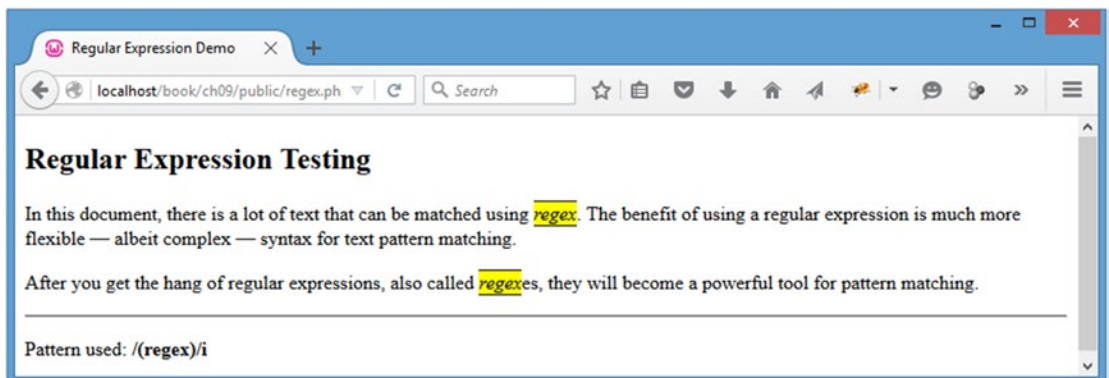 Regular Expression Demo
localhost/book/ch09/public/regex.ph
Search
Regular Expression Testing
In this document, there is a lot of text that can be matched using regex. The benefit of using a regular expression is much more
flexible — albeit complex — syntax for text pattern matching.
After you get the hang of regular expressions, also called regexes, they will become a powerful tool for pattern matching.
Pattern used: /(regex)/i